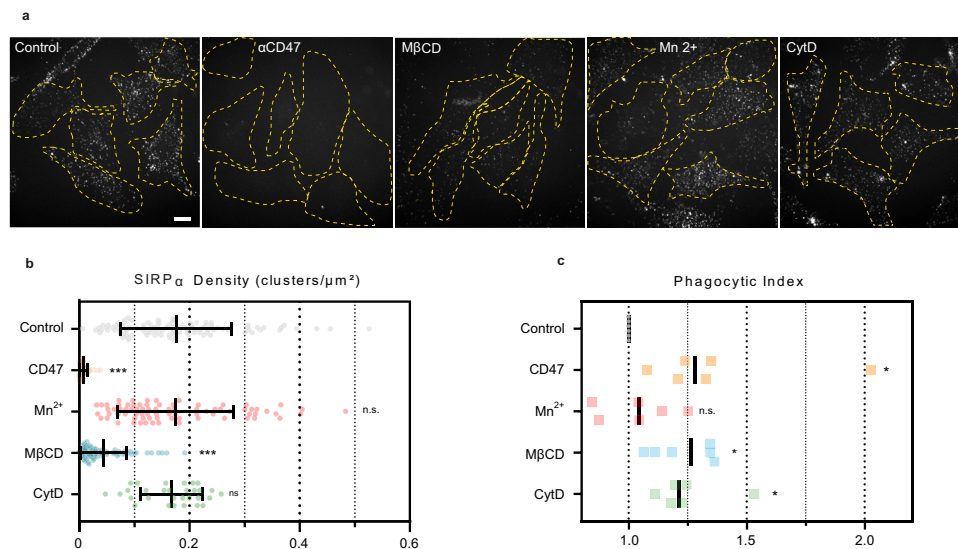 a
Control
αCD47
MβCD
Mn 2+
CytD
b
SIRPα Density (clusters/µm²)
Control
CD47
***
Mn²⁺
n.s.
MβCD
***
CytD
ns
0
0.2
0.4
0.6
c
Phagocytic Index
Control
CD47
*
Mn²⁺
n.s.
MβCD
*
CytD
*
1.0
1.5
2.0